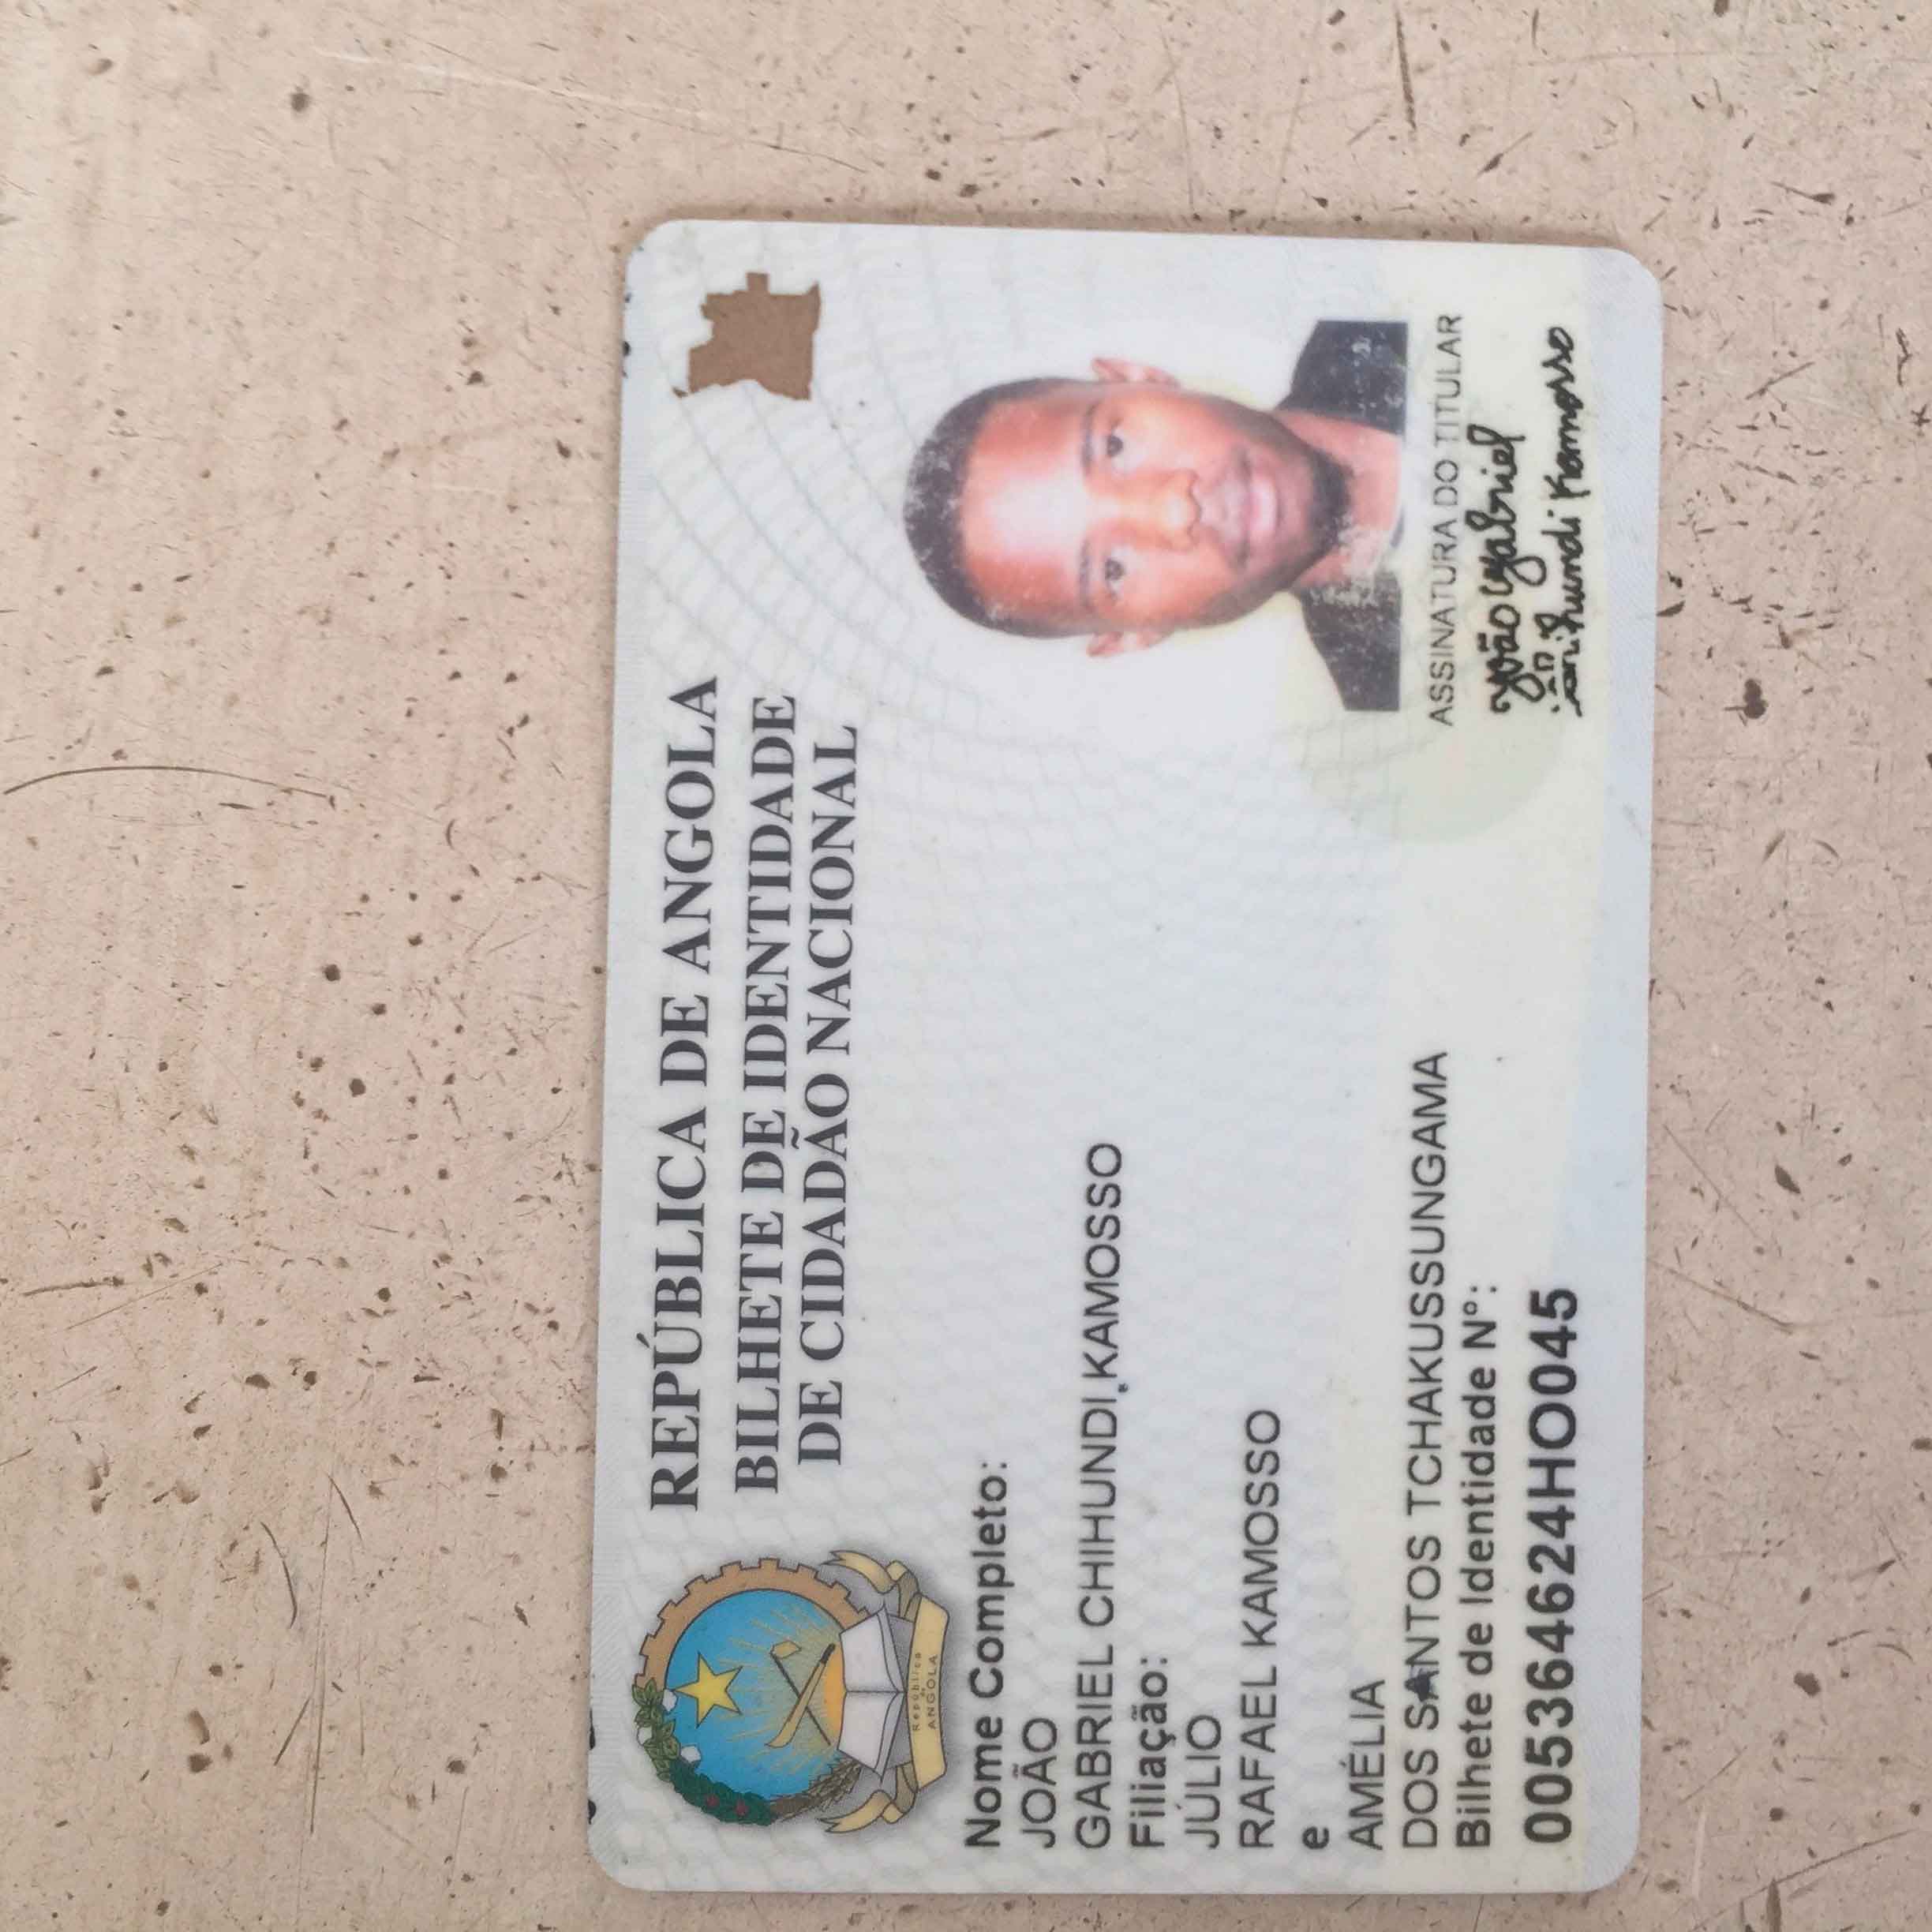 REPÚBLICA DE ANGOLA
BILHETE DE IDENTIDADE
DE CIDADÃO NACIONAL
República
de
ANGOLA
Nome Completo:
JOÃO
GABRIEL CHIHUNDI KAMOSSO
Filiação:
JÚLIO
RAFAEL KAMOSSO
e
AMÉLIA
DOS SANTOS TCHAKUSSUNGAMA
Bilhete de Identidade Nº:
005364624HO045
ASSINATURA DO TITULAR
João Gabriel
Kamosso